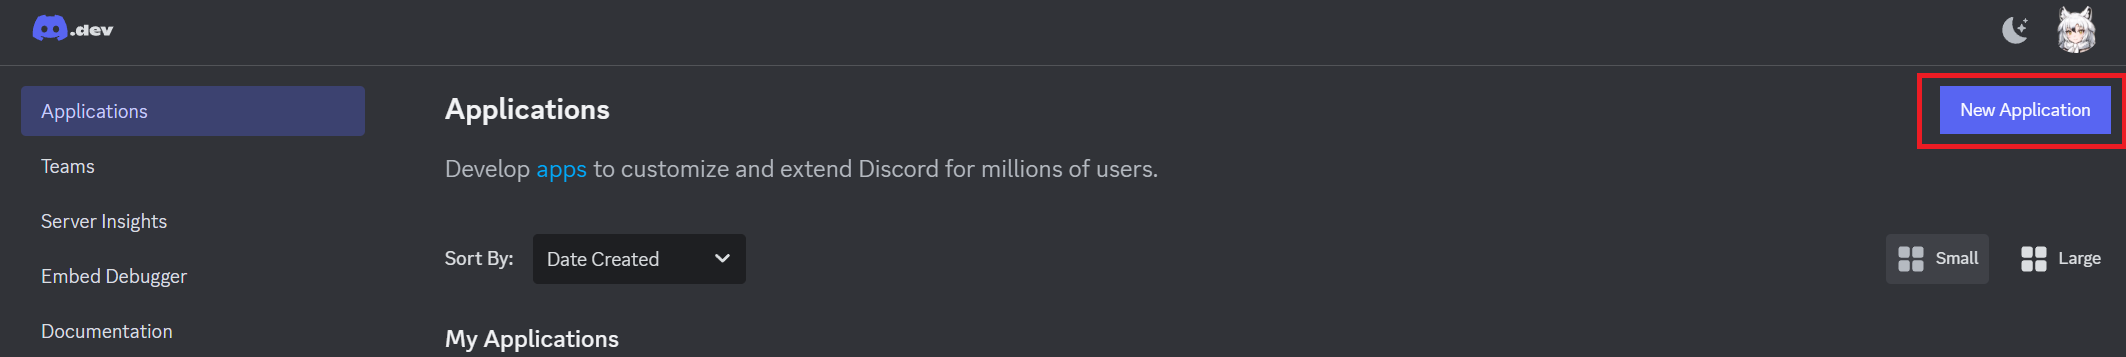 .dev
Applications
Teams
Server Insights
Embed Debugger
Documentation
Applications
New Application
Develop apps to customize and extend Discord for millions of users.
Sort By: Date Created
Small Large
My Applications